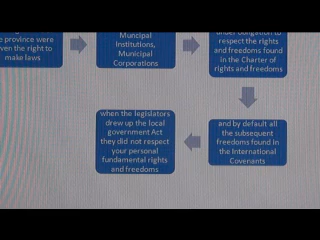 e province were
ven the right to
make laws
Muncipal
Institutions,
Municipal
Corporations
under obligation to
respect the rights
and freedoms found
in the Charter of
rights and freedoms
and by default all
the subsequent
freedoms found in
the International
Covenants
when the legislators
drew up the local
government Act
they did not respect
your personal
fundamental rights
and freedoms